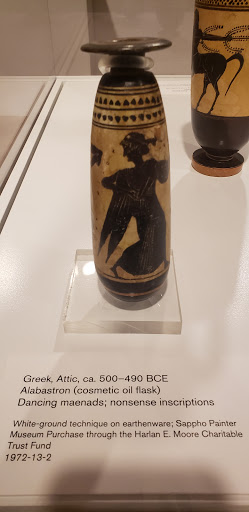 Greek, Attic, ca. 500–490 BCE
Alabastron (cosmetic oil flask)
Dancing maenads; nonsense inscriptions
White-ground technique on earthenware; Sappho Painter
Museum Purchase through the Harlan E. Moore Charitable
Trust Fund
1972-13-2